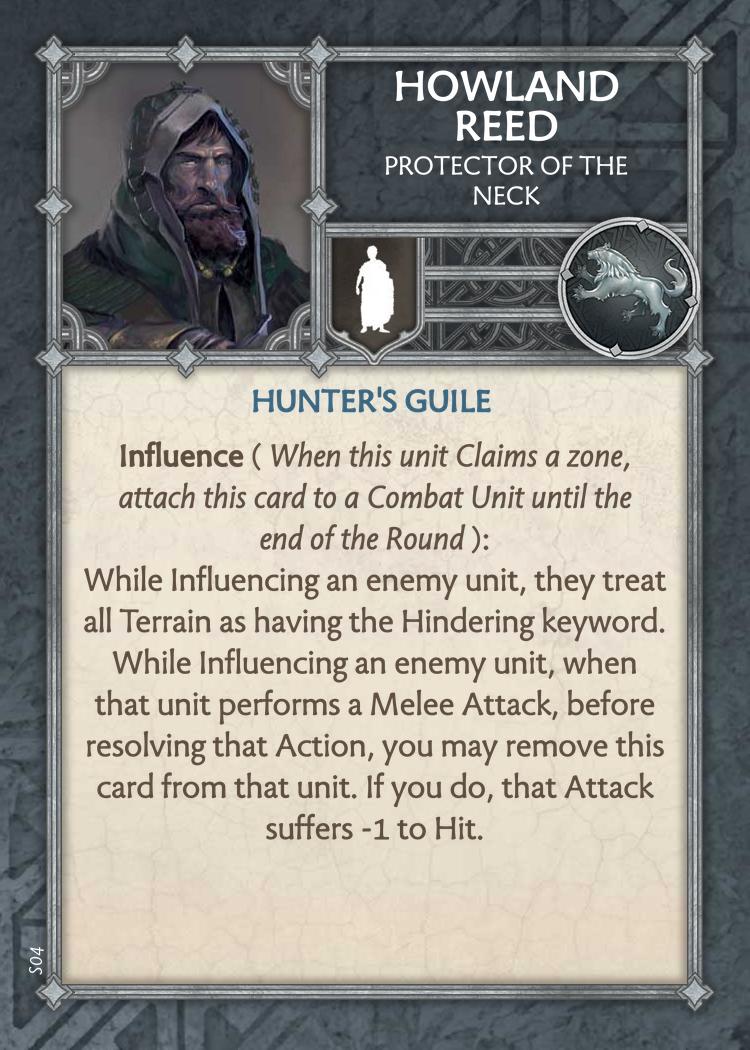 HOWLAND
REED
PROTECTOR OF THE
NECK
HUNTER'S GUILE
Influence ( When this unit Claims a zone,
attach this card to a Combat Unit until the
end of the Round ):
While Influencing an enemy unit, they treat
all Terrain as having the Hindering keyword.
While Influencing an enemy unit, when
that unit performs a Melee Attack, before
resolving that Action, you may remove this
card from that unit. If you do, that Attack
suffers -1 to Hit.
S04